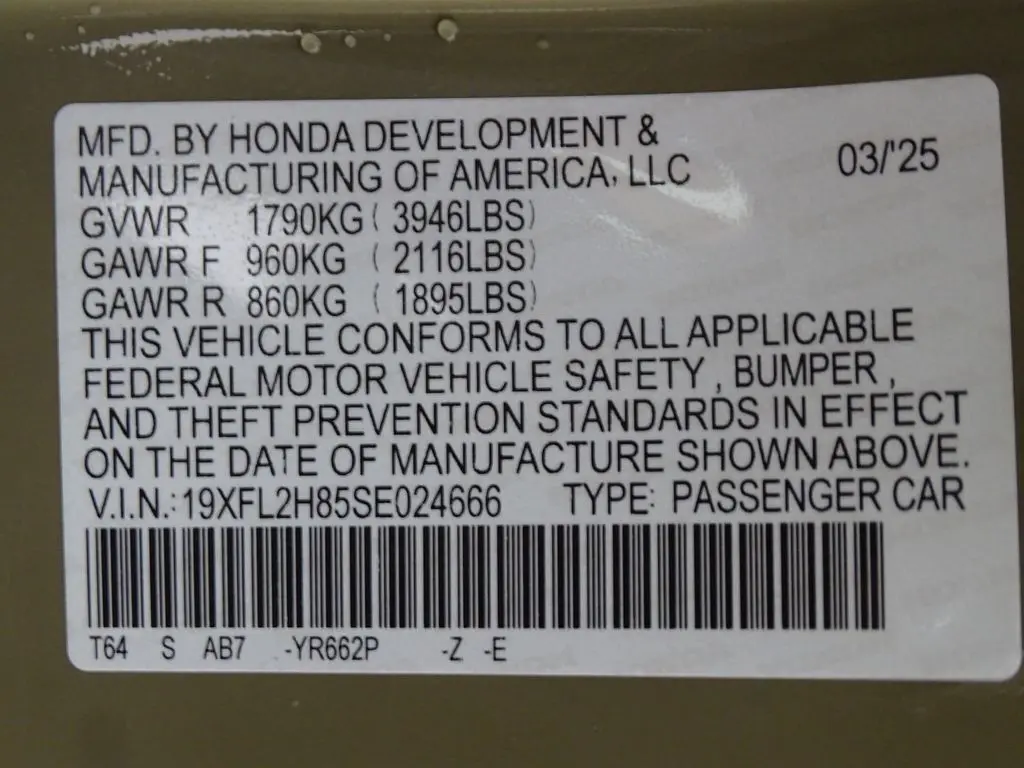 MFD. BY HONDA DEVELOPMENT &
MANUFACTURING OF AMERICA, LLC 03/'25
GVWR 1790KG ( 3946LBS)
GAWR F 960KG ( 2116LBS)
GAWR R 860KG ( 1895LBS)
THIS VEHICLE CONFORMS TO ALL APPLICABLE
FEDERAL MOTOR VEHICLE SAFETY , BUMPER ,
AND THEFT PREVENTION STANDARDS IN EFFECT
ON THE DATE OF MANUFACTURE SHOWN ABOVE.
V.I.N.: 19XFL2H85SE024666 TYPE: PASSENGER CAR
T64 S AB7 -YR662P -Z -E